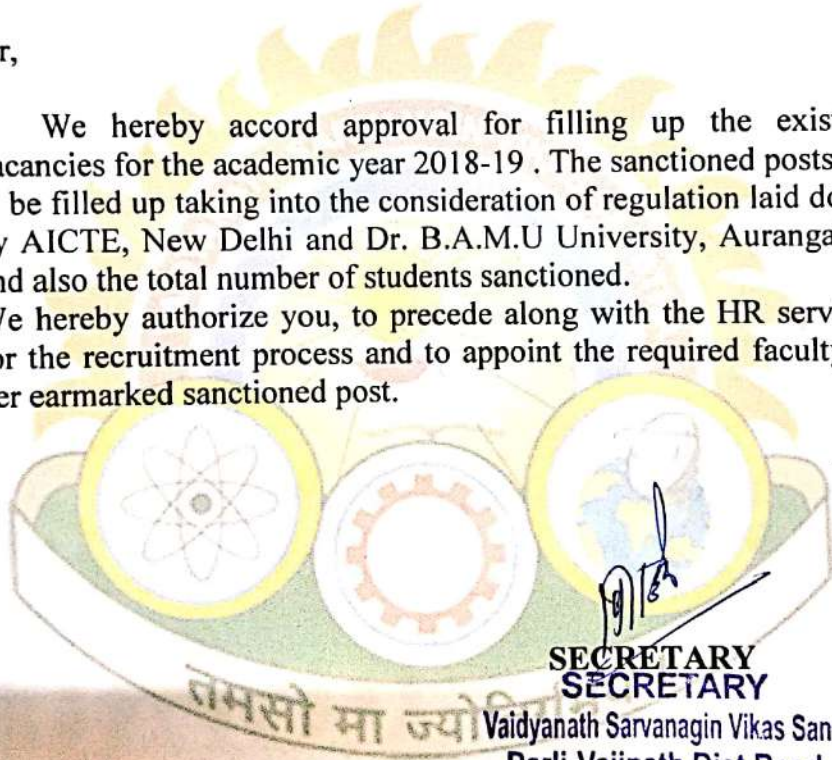 r,
We hereby accord approval for filling up the exis
acancies for the academic year 2018-19 . The sanctioned posts
be filled up taking into the consideration of regulation laid do
y AICTE, New Delhi and Dr. B.A.M.U University, Auranga
nd also the total number of students sanctioned.
e hereby authorize you, to precede along with the HR serv
or the recruitment process and to appoint the required faculty
er earmarked sanctioned post.
SECRETARY
SECRETARY
तमसो मा
Vaidyanath Sarvanagin Vikas San